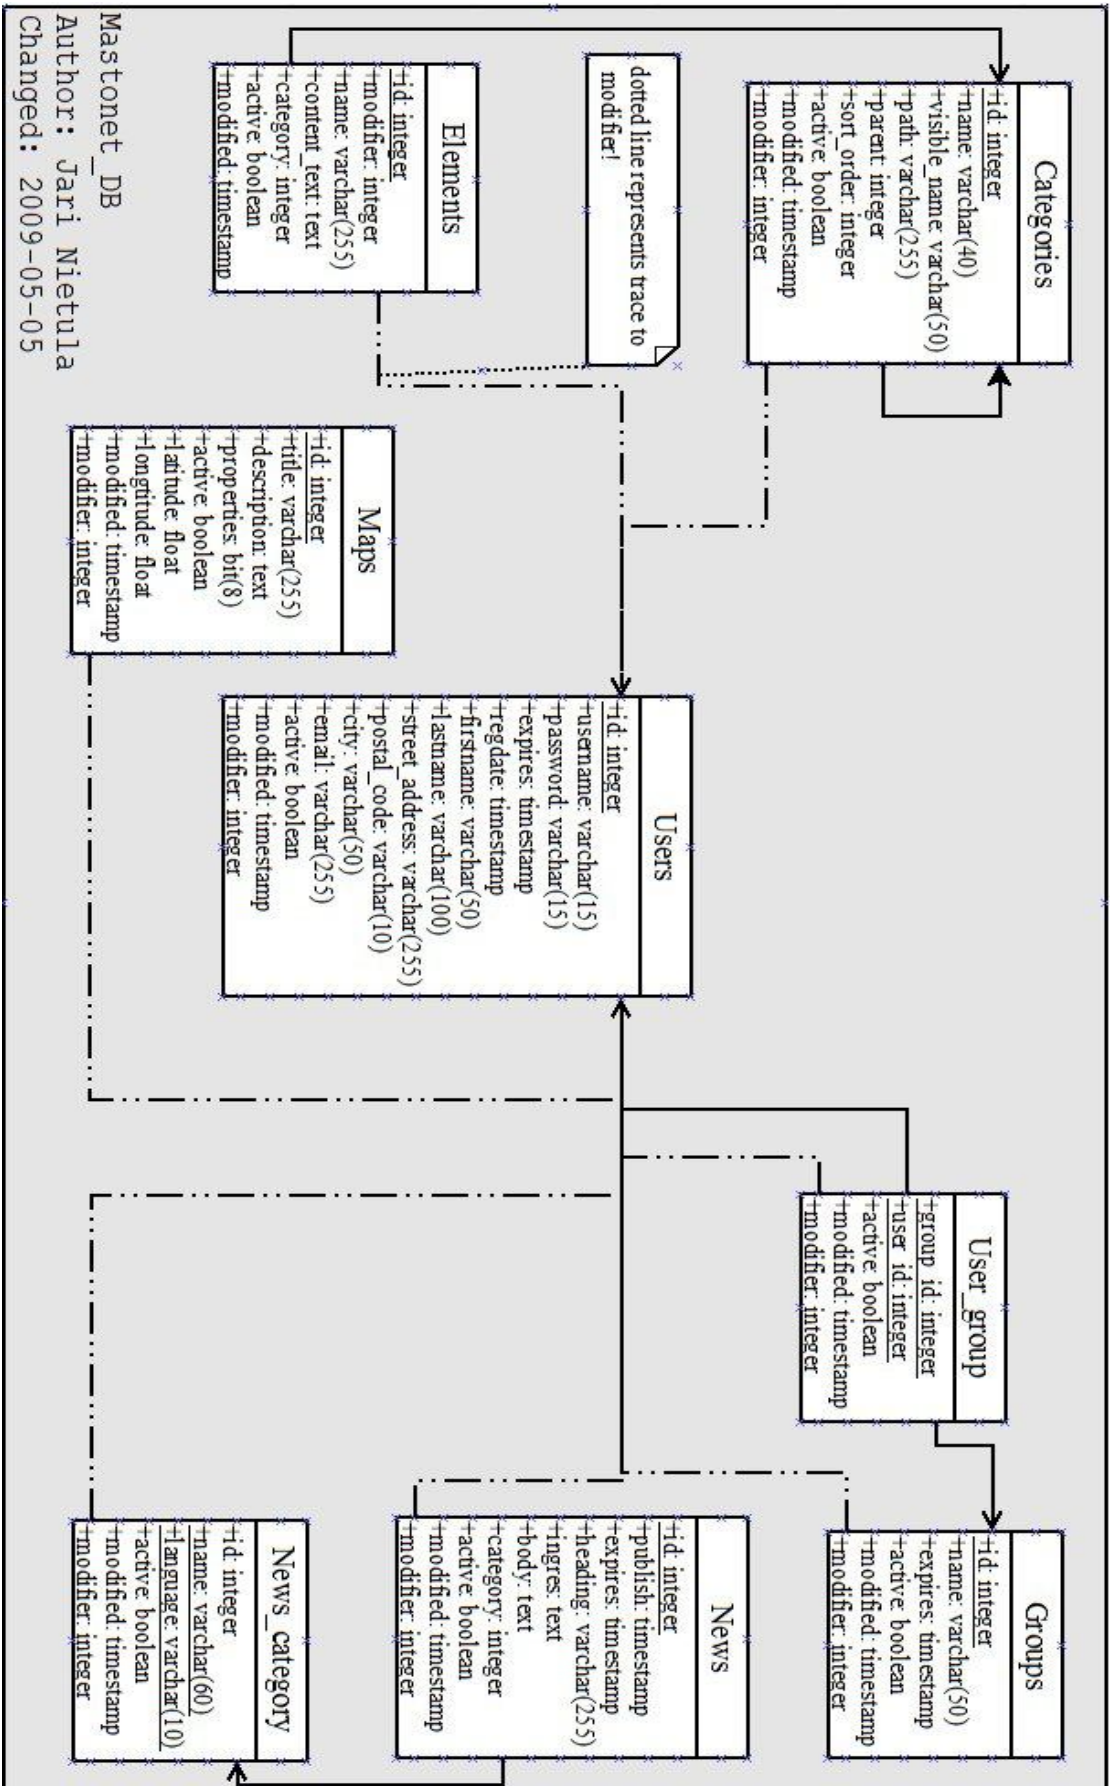 Categories
+id: integer
+name: varchar(40)
+visible_name: varchar(50)
+path: varchar(255)
+parent: integer
+sort_order: integer
+active: boolean
+modified: timestamp
+modifier: integer
User_group
+group_id: integer
+user_id: integer
+active: boolean
+modified: timestamp
+modifier: integer
Groups
+id: integer
+name: varchar(50)
+expires: timestamp
+active: boolean
+modified: timestamp
+modifier: integer
dotted line represents trace to
modifier!
Users
+id: integer
+username: varchar(15)
+password: varchar(15)
+expires: timestamp
+regdate: timestamp
+firstname: varchar(50)
+lastname: varchar(100)
+street_address: varchar(255)
+postal_code: varchar(10)
+city: varchar(50)
+email: varchar(255)
+active: boolean
+modified: timestamp
+modifier: integer
News
+id: integer
+publish: timestamp
+expires: timestamp
+heading: varchar(255)
+ingres: text
+body: text
+category: integer
+active: boolean
+modified: timestamp
+modifier: integer
Elements
+id: integer
+modifier: integer
+name: varchar(255)
+content_text: text
+category: integer
+active: boolean
+modified: timestamp
Maps
+id: integer
+title: varchar(255)
+description: text
+properties: bit(8)
+active: boolean
+latitude: float
+longtitude: float
+modified: timestamp
+modifier: integer
News_category
+id: integer
+name: varchar(60)
+language: varchar(10)
+active: boolean
+modified: timestamp
+modifier: integer
Mastonet_DB
Author: Jari Nietula
Changed: 2009-05-05